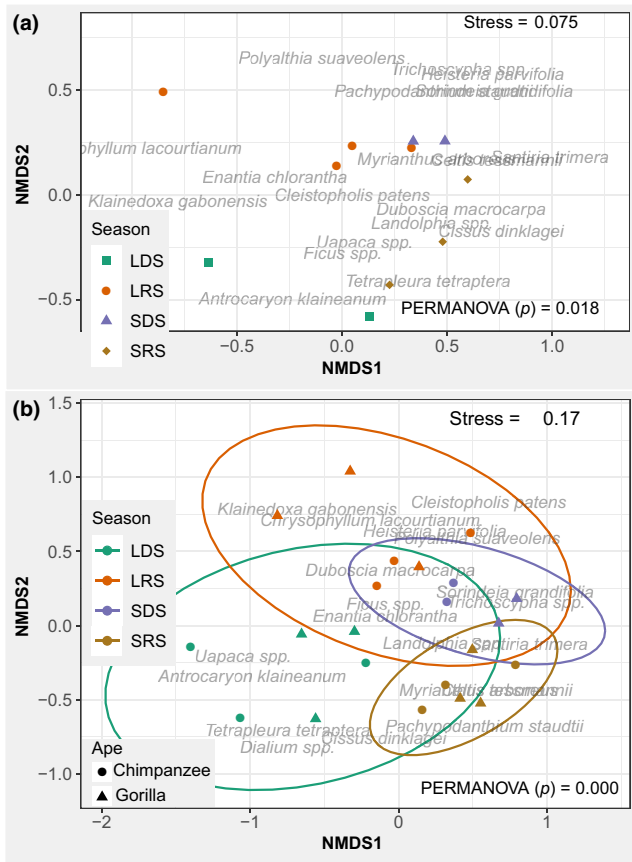 (a)
Stress = 0.075
Polyalthia suaveolens
Trichoscypha spp.
Heisteria parvifolia
Pachypodanthium staudtii
Sorindeia grandifolia
phyllum lacourtianum
Myrianthus arboreus
Celtis tessmannii
Santiria trimera
Enantia chlorantha
Cleistopholis patens
Klainedoxa gabonensis
Duboscia macrocarpa
Landolphia spp.
Cissus dinklagei
Uapaca spp.
Ficus spp.
Tetrapleura tetraptera
Antrocaryon klaineanum
PERMANOVA (p) = 0.018
Season
LDS
LRS
SDS
SRS
0.5
0.0
−0.5
NMDS2
−0.5
0.0
0.5
1.0
NMDS1
(b)
Stress = 0.17
Klainedoxa gabonensis
Cleistopholis patens
Chrysophyllum lacourtianum
Heisteria parvifolia
Polyalthia suaveolens
Duboscia macrocarpa
Sorindeia grandifolia
Ficus spp.
Trichoscypha spp.
Enantia chlorantha
Landolphia spp.
Santiria trimera
Uapaca spp.
Antrocaryon klaineanum
Myrianthus arboreus
Celtis tessmannii
Tetrapleura tetraptera
Pachypodanthium staudtii
Cissus dinklagei
Dialium spp.
PERMANOVA (p) = 0.000
Season
LDS
LRS
SDS
SRS
Ape
Chimpanzee
Gorilla
1.5
1.0
0.5
0.0
−0.5
−1.0
NMDS2
−2
−1
0
1
NMDS1